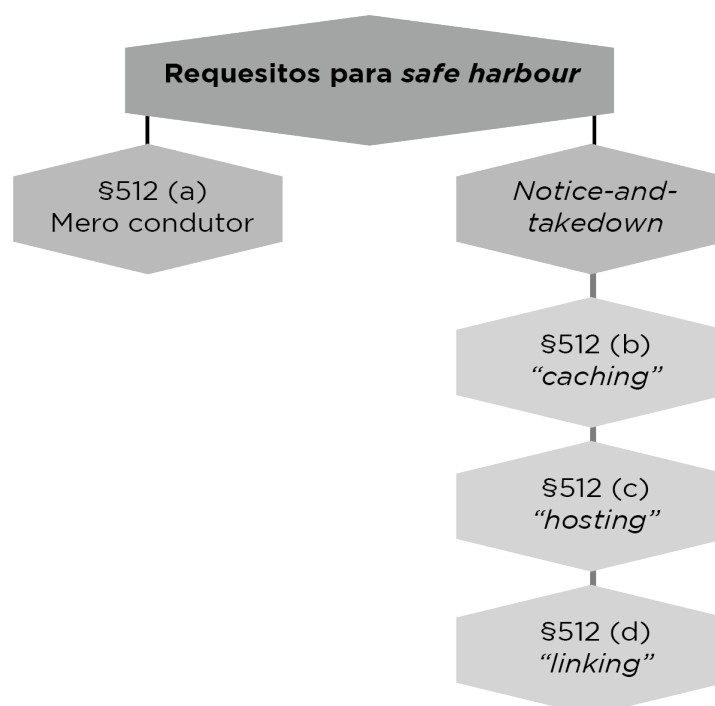 Requesitos para safe harbour
§512 (a)
Mero condutor
Notice-and-
takedown
§512 (b)
“caching”
§512 (c)
“hosting”
§512 (d)
“linking”